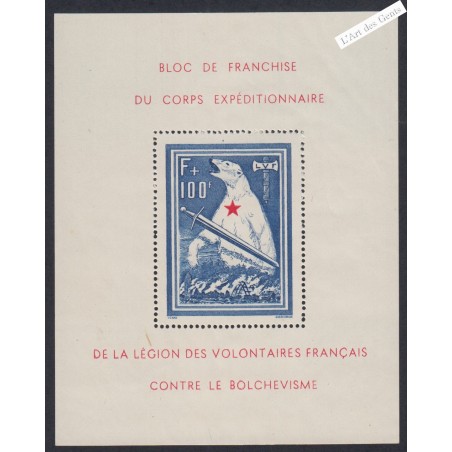 L'Art des Gents
BLOC DE FRANCHISE
DU CORPS EXPÉDITIONNAIRE
F+
100F
LVF
DE LA LÉGION DES VOLONTAIRES FRANÇAIS
CONTRE LE BOLCHEVISME